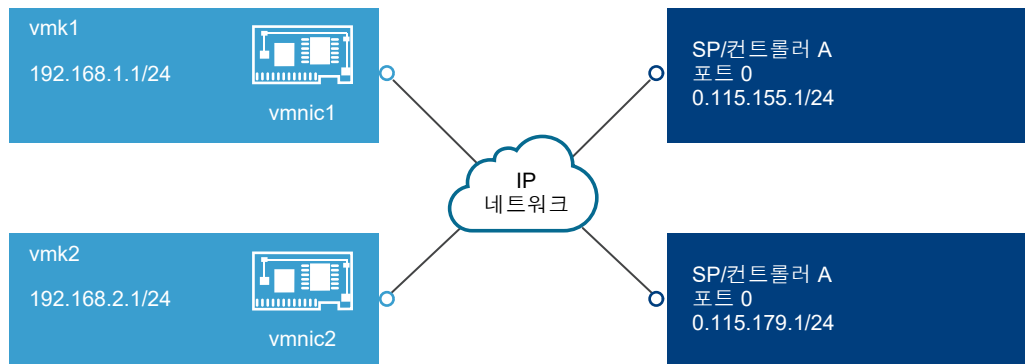 vmk1
192.168.1.1/24
vmnic1
SP/컨트롤러 A
포트 0
0.115.155.1/24
IP
네트워크
vmk2
192.168.2.1/24
vmnic2
SP/컨트롤러 A
포트 0
0.115.179.1/24